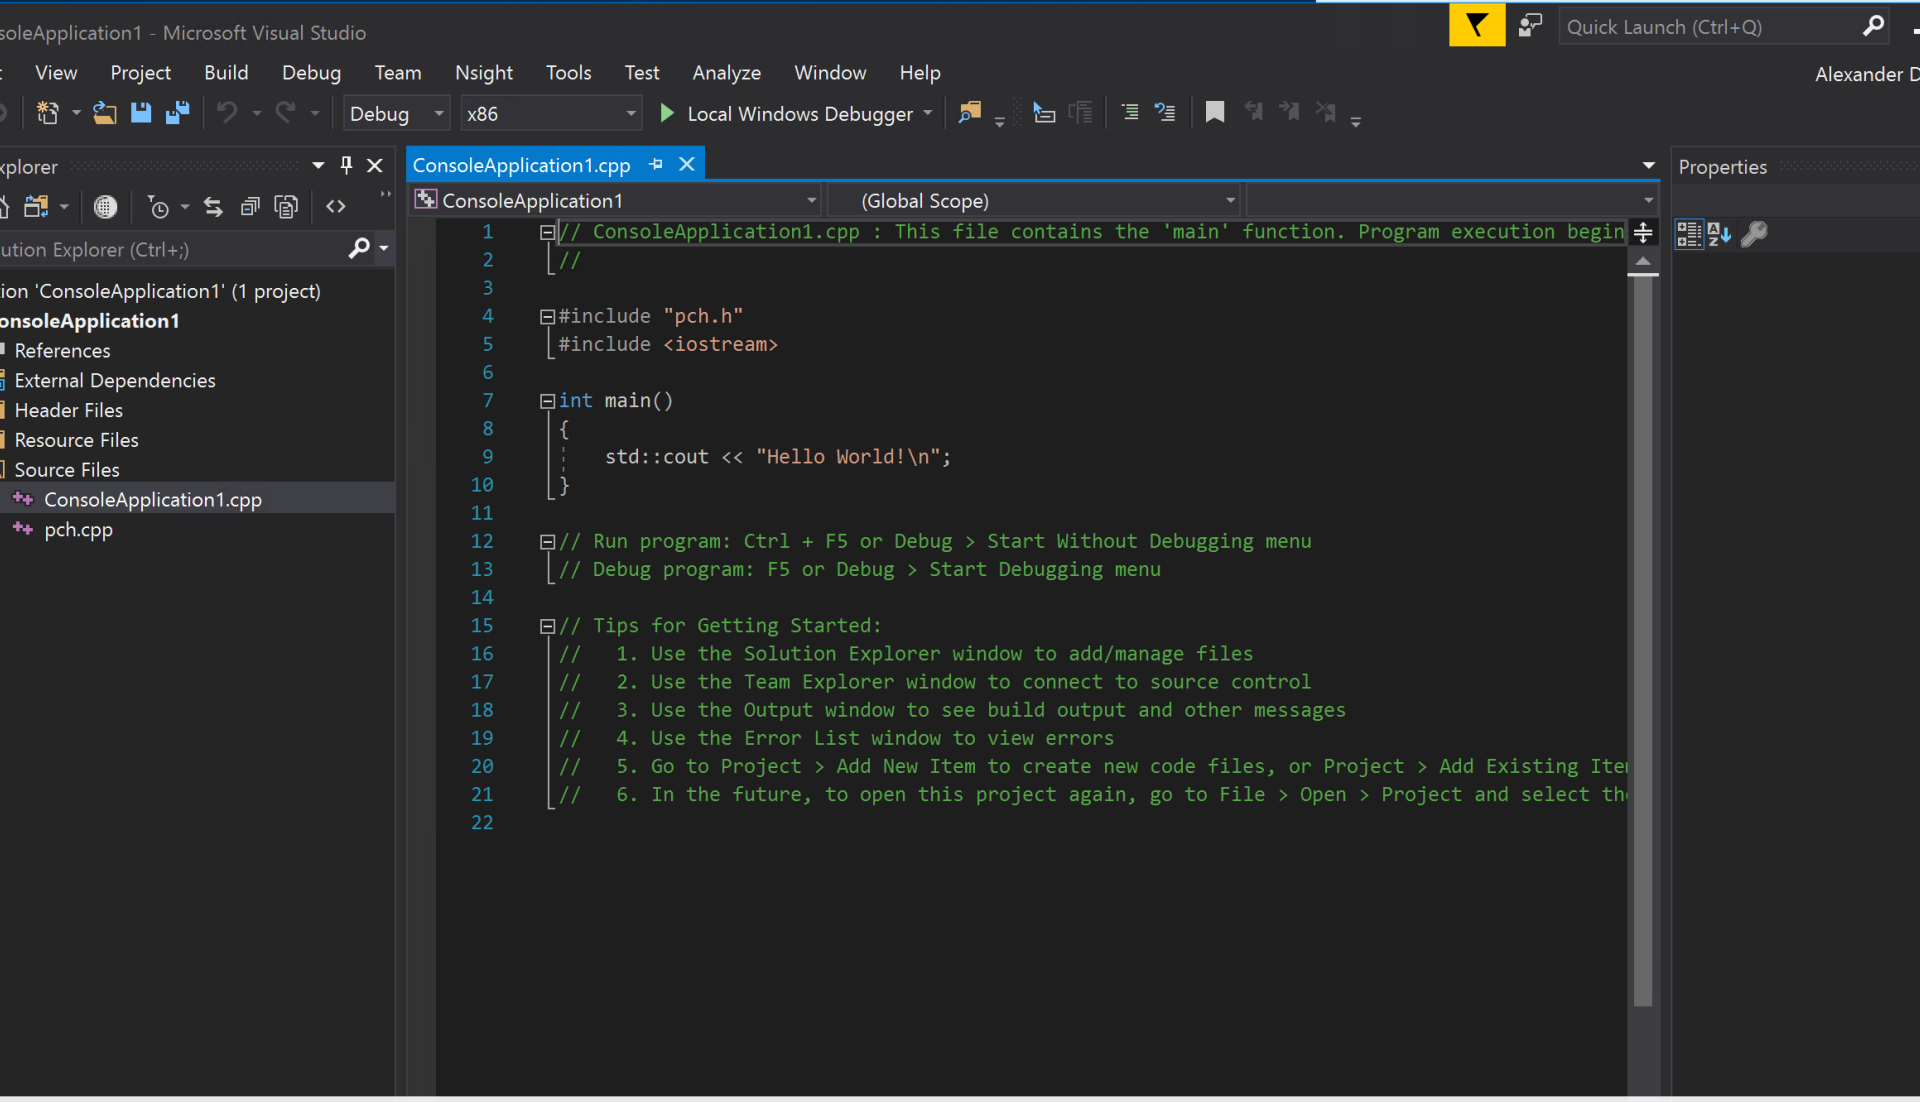 soleApplication1 - Microsoft Visual Studio
Quick Launch (Ctrl+Q)
View Project Build Debug Team Nsight Tools Test Analyze Window Help
Alexander D
Debug x86 Local Windows Debugger
xplorer
ution Explorer (Ctrl+;)
ion 'ConsoleApplication1' (1 project)
onsoleApplication1
References
External Dependencies
Header Files
Resource Files
Source Files
ConsoleApplication1.cpp
pch.cpp
ConsoleApplication1.cpp
ConsoleApplication1 (Global Scope)
1 // ConsoleApplication1.cpp : This file contains the 'main' function. Program execution begin
2 //
3
4 #include "pch.h"
5 #include <iostream>
6
7 int main()
8 {
9 std::cout << "Hello World!\n";
10 }
11
12 // Run program: Ctrl + F5 or Debug > Start Without Debugging menu
13 // Debug program: F5 or Debug > Start Debugging menu
14
15 // Tips for Getting Started:
16 // 1. Use the Solution Explorer window to add/manage files
17 // 2. Use the Team Explorer window to connect to source control
18 // 3. Use the Output window to see build output and other messages
19 // 4. Use the Error List window to view errors
20 // 5. Go to Project > Add New Item to create new code files, or Project > Add Existing Ite
21 // 6. In the future, to open this project again, go to File > Open > Project and select th
22
Properties